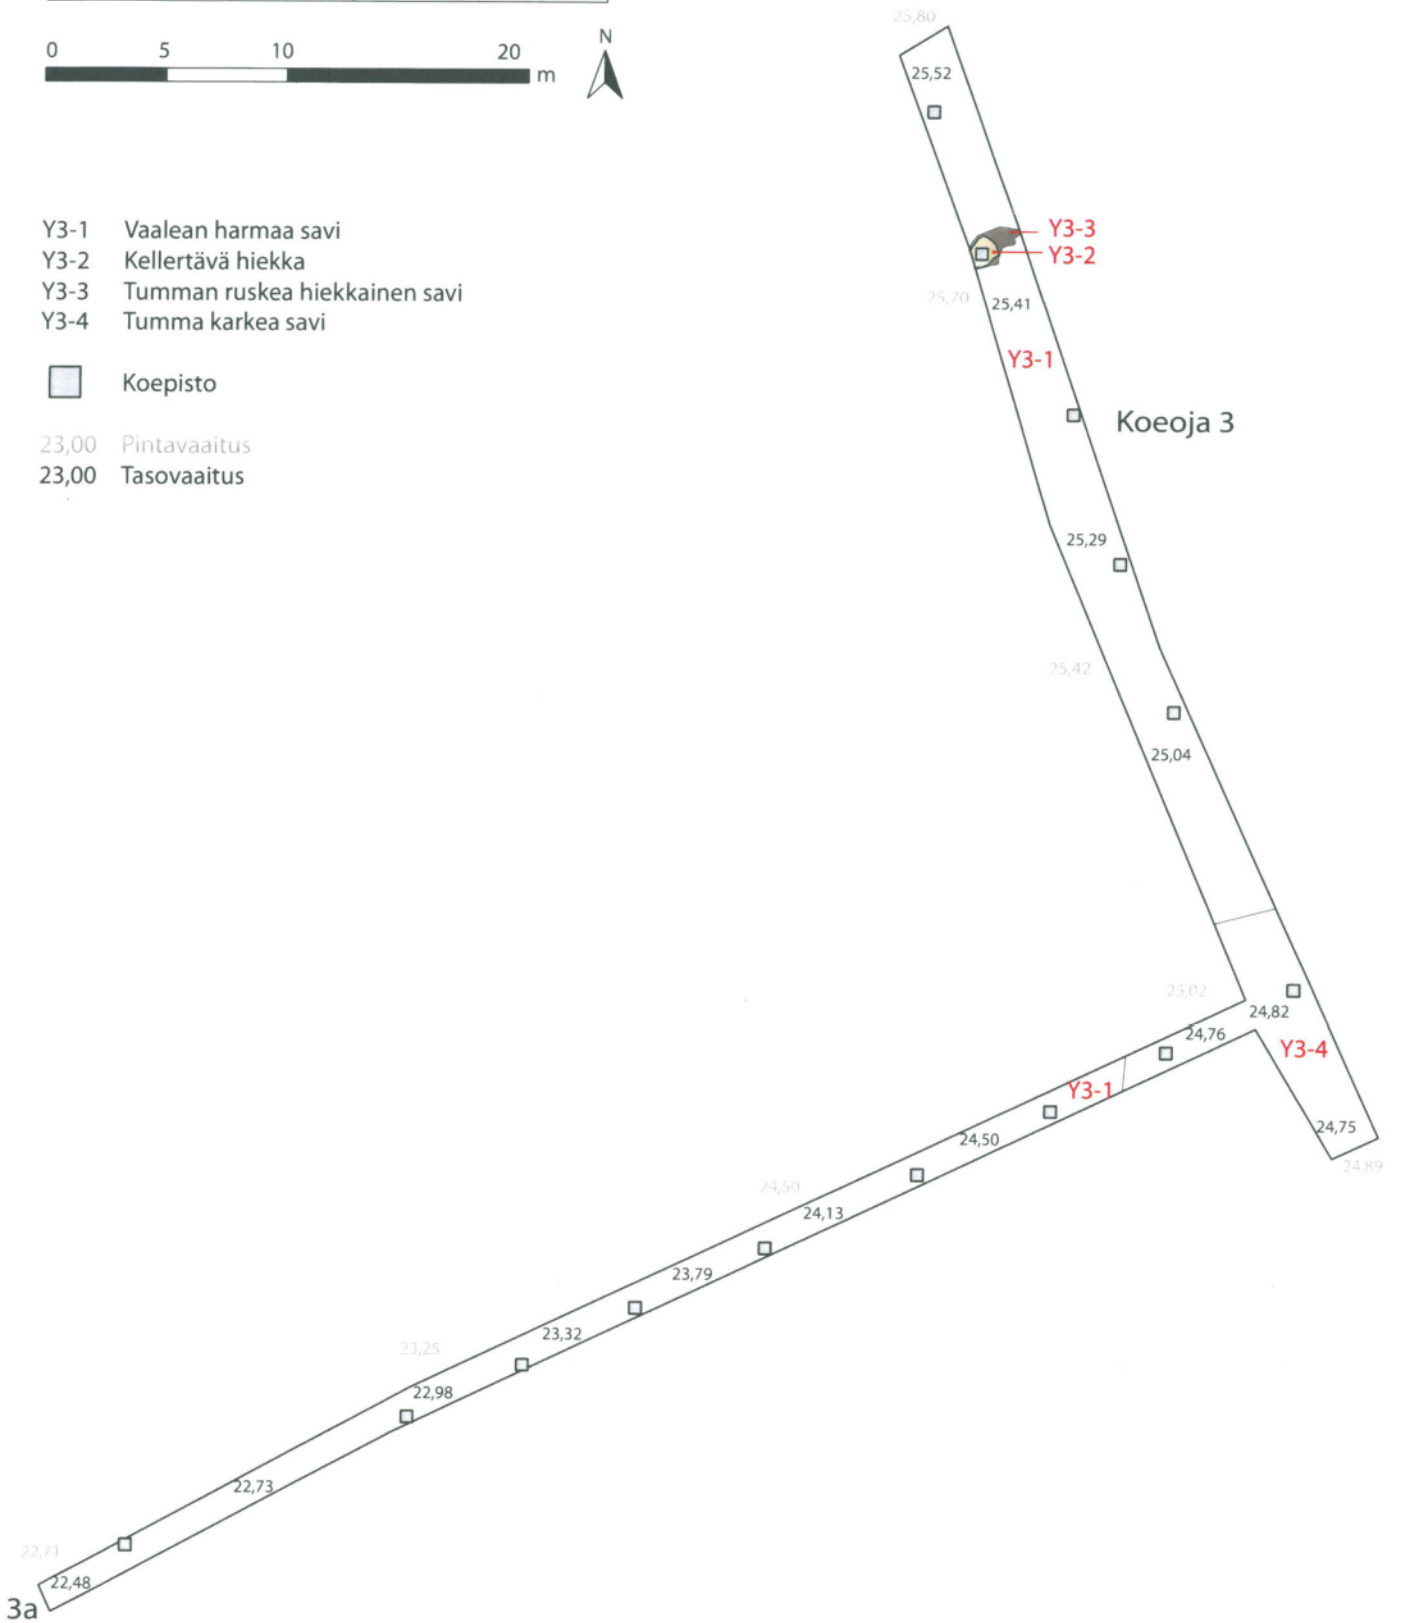 25,80
0 5 10 20 m
N
25,52
Y3-1 Vaalean harmaa savi
Y3-2 Kellertävä hiekka
Y3-3 Tumman ruskea hiekkainen savi
Y3-4 Tumma karkea savi
Koepisto
23,00 Pintavaaitus
23,00 Tasovaaitus
Y3-3
Y3-2
25,70
25,41
Y3-1
Koeoja 3
25,29
25,42
25,04
25,02
24,82
24,76
Y3-4
Y3-1
24,75
24,50
24,89
24,50
24,13
23,79
23,32
23,25
22,98
22,73
22,71
22,48
3a